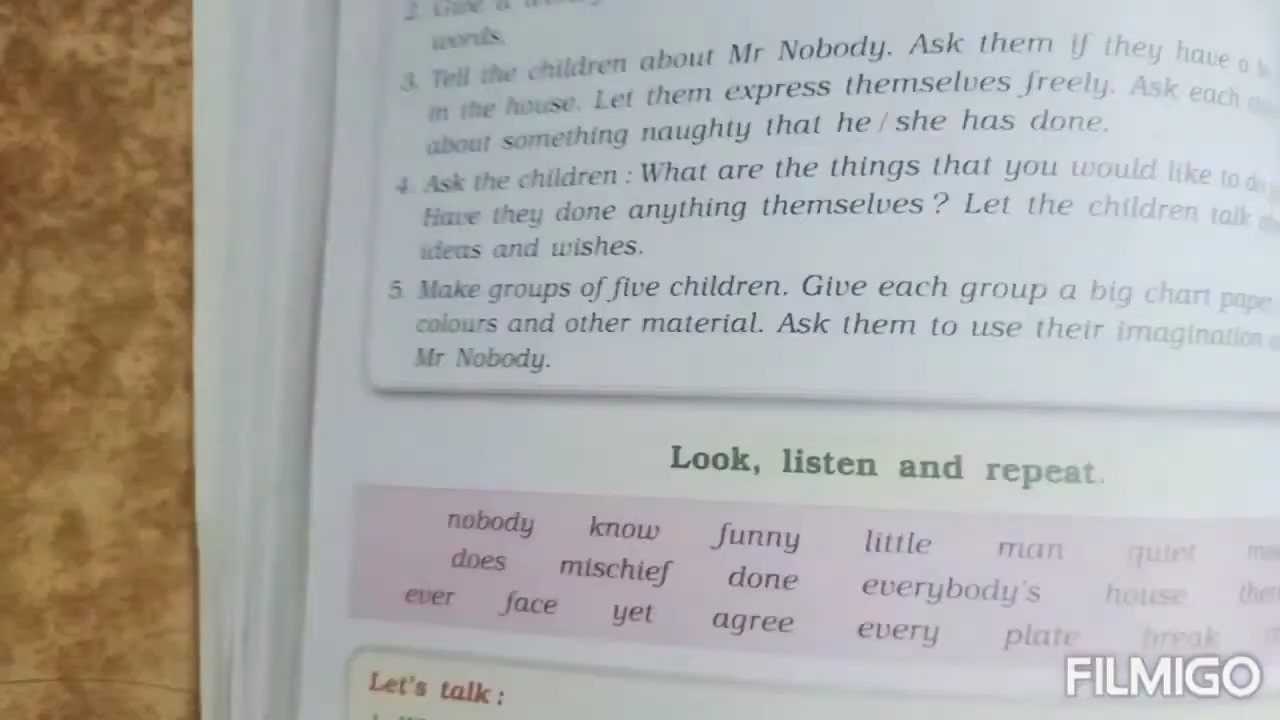 2. Give a
words.
3. Tell the children about Mr Nobody. Ask them if they have a
in the house. Let them express themselves freely. Ask each
about something naughty that he / she has done.
4. Ask the children : What are the things that you would like to do
Have they done anything themselves ? Let the children talk
ideas and wishes.
5. Make groups of five children. Give each group a big chart pape
colours and other material. Ask them to use their imagination
Mr Nobody.
Look, listen and repeat.
nobody know funny little man quiet
does mischief done everybody's house
ever face yet agree every plate break
Let's talk :
FILMIGO